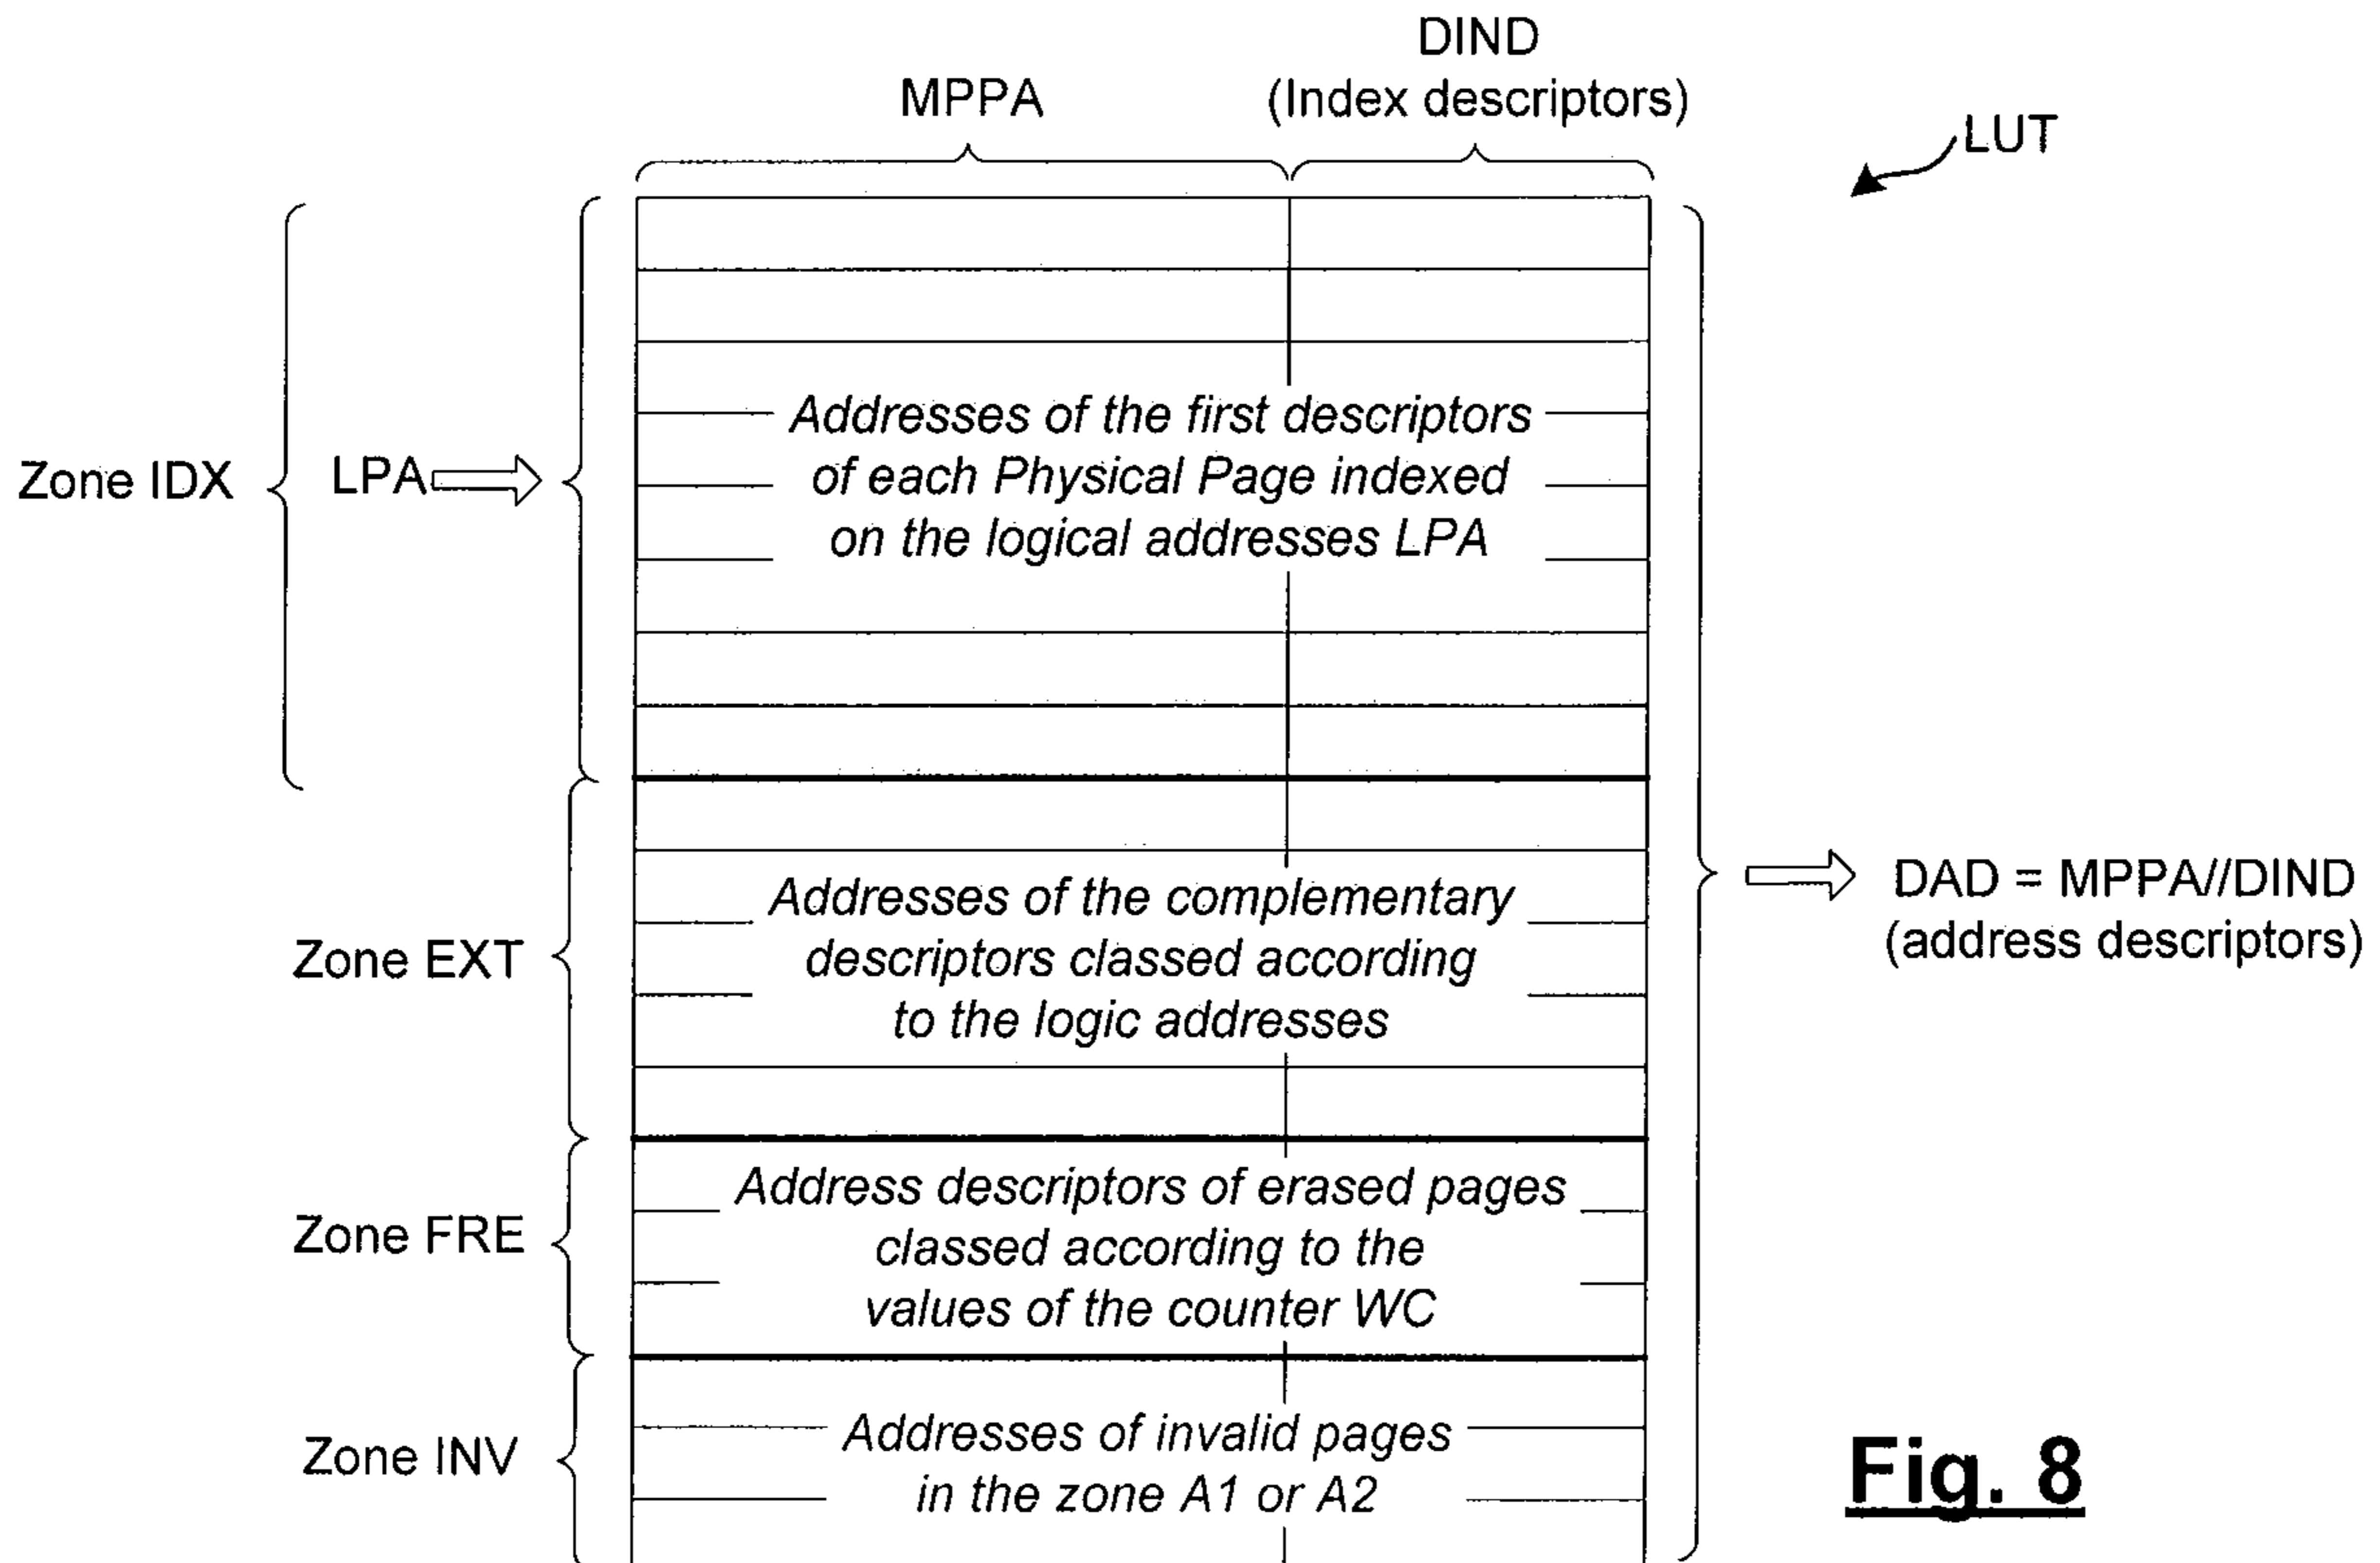 DIND
MPPA
(Index descriptors)
LUT
Zone IDX
LPA
Addresses of the first descriptors
of each Physical Page indexed
on the logical addresses LPA
Zone EXT
Addresses of the complementary
descriptors classed according
to the logic addresses
DAD = MPPA//DIND
(address descriptors)
Zone FRE
Address descriptors of erased pages
classed according to the
values of the counter WC
Zone INV
Addresses of invalid pages
in the zone A1 or A2
Fig. 8